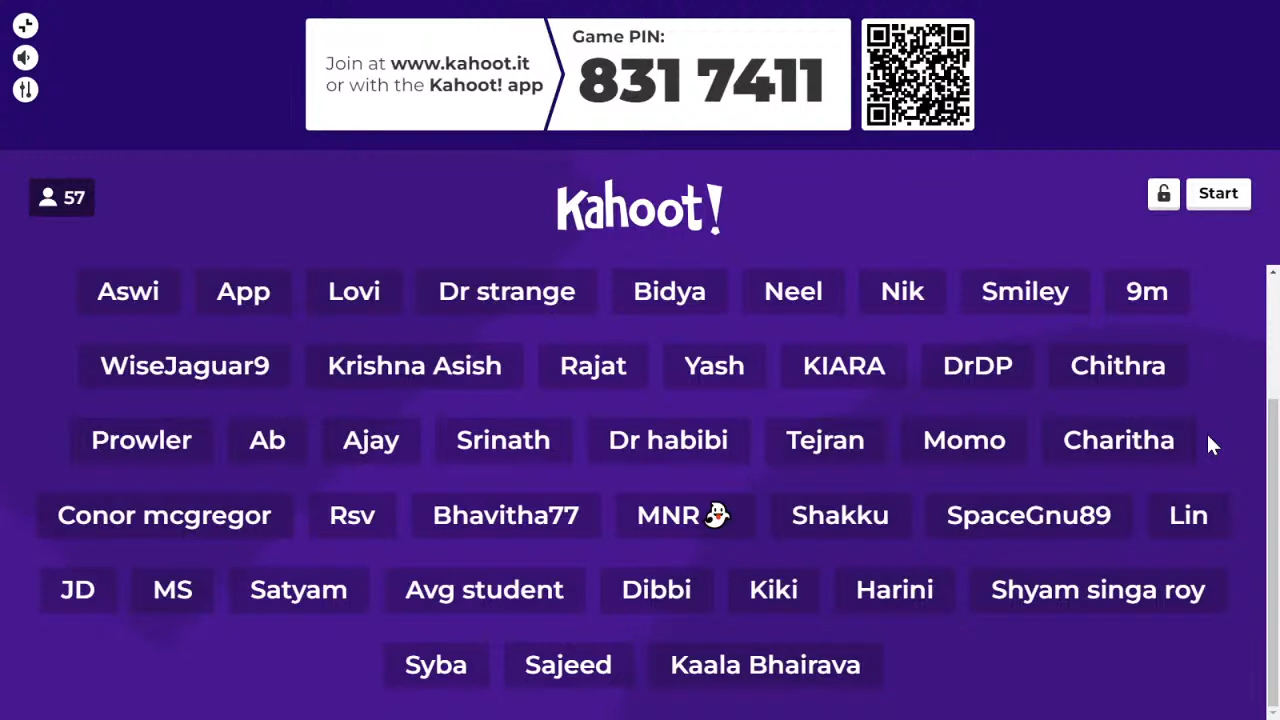 Join at www.kahoot.it
or with the Kahoot! app
Game PIN:
831 7411
57
Kahoot!
Start
Aswi App Lovi Dr strange Bidya Neel Nik Smiley 9m
WiseJaguar9 Krishna Asish Rajat Yash KIARA DrDP Chithra
Prowler Ab Ajay Srinath Dr habibi Tejran Momo Charitha
Conor mcgregor Rsv Bhavitha77 MNR👻 Shakku SpaceGnu89 Lin
JD MS Satyam Avg student Dibbi Kiki Harini Shyam singa roy
Syba Sajeed Kaala Bhairava